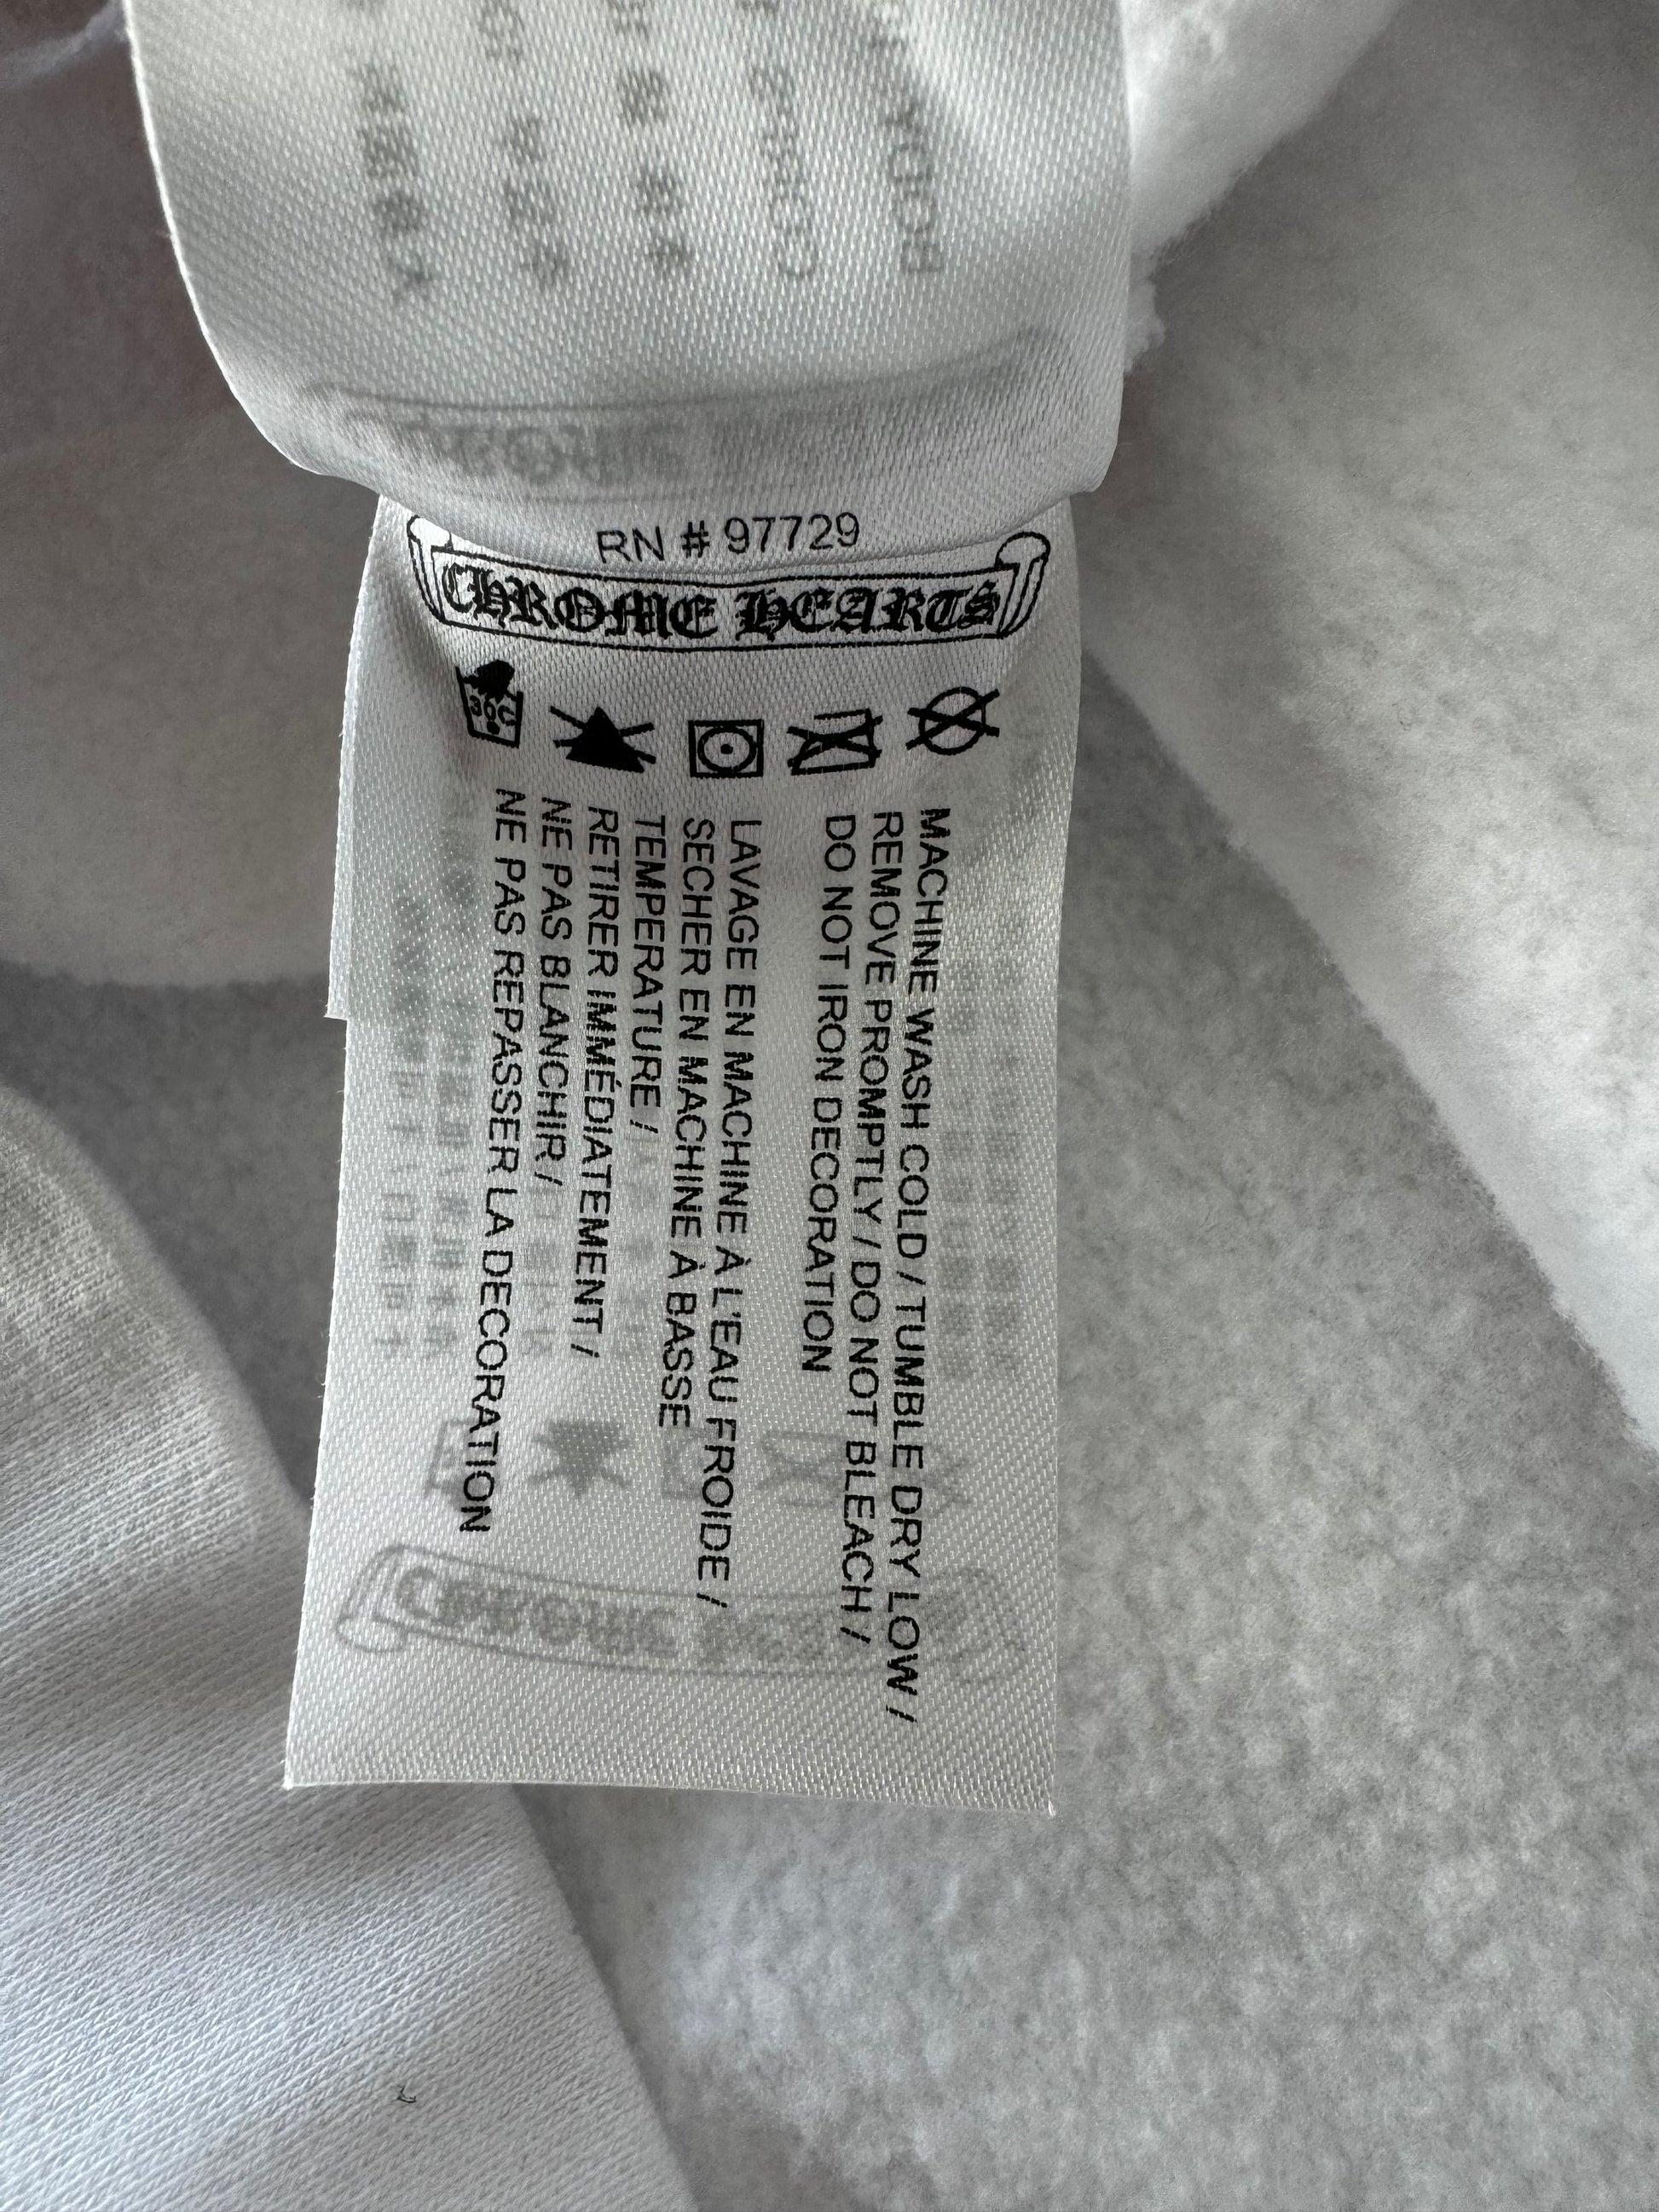 RN # 97729
CHROME HEARTS
30C
MACHINE WASH COLD / TUMBLE DRY LOW /
REMOVE PROMPTLY / DO NOT BLEACH /
DO NOT IRON DECORATION
LAVAGE EN MACHINE À L'EAU FROIDE /
SECHER EN MACHINE À BASSE
TEMPERATURE /
RETIRER IMMÉDIATEMENT /
NE PAS BLANCHIR /
NE PAS REPASSER LA DECORATION